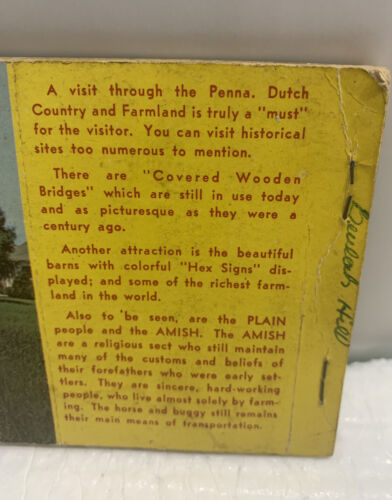 A visit through the Penna. Dutch
Country and Farmland is truly a "must"
for the visitor. You can visit historical
sites too numerous to mention.
There are "Covered Wooden
Bridges" which are still in use today
and as picturesque as they were a
century ago.
Another attraction is the beautiful
barns with colorful "Hex Signs" dis-
played; and some of the richest farm-
land in the world.
Also to be seen, are the PLAIN
people and the AMISH. The AMISH
are a religious sect who still maintain
many of the customs and beliefs of
their forefathers who were early set-
tlers. They are sincere, hard-working
people, who live almost solely by farm-
ing. The horse and buggy still remains
their main means of transportation.
Beulah Hill